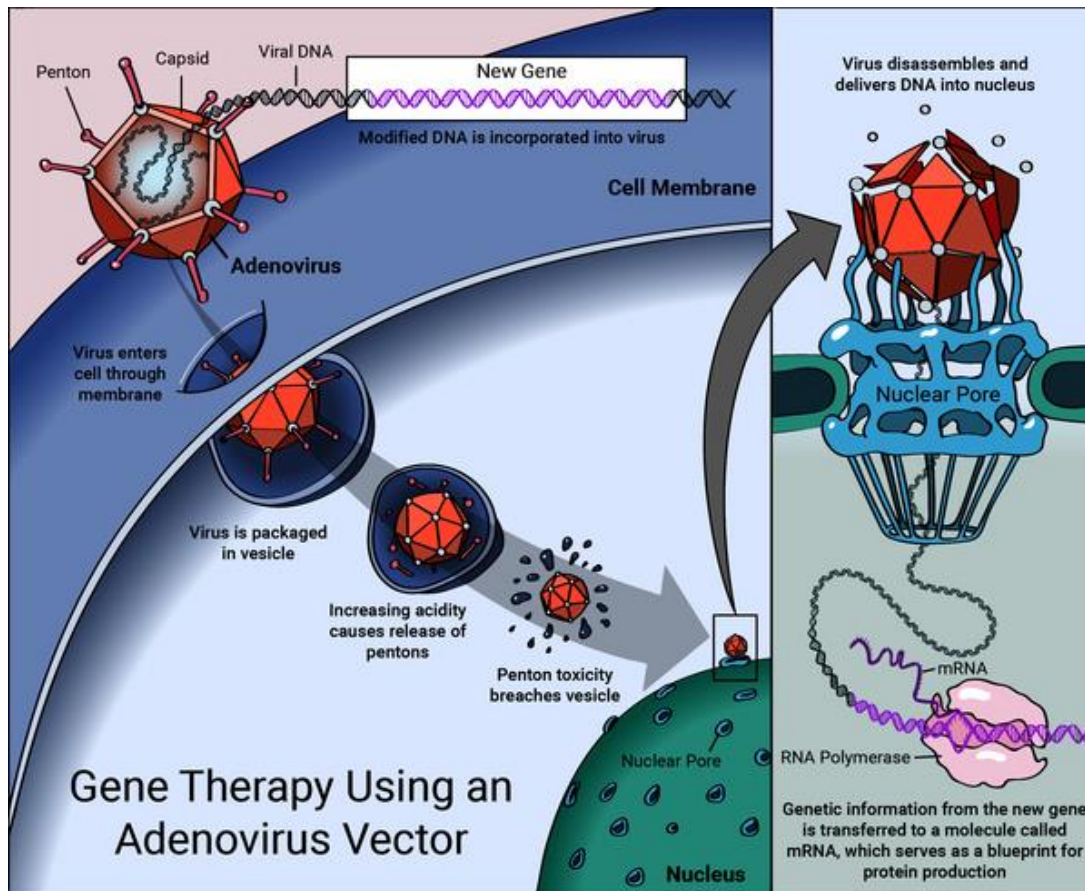 Penton
Capsid
Viral DNA
New Gene
Modified DNA is incorporated into virus
Cell Membrane
Adenovirus
Virus enters
cell through
membrane
Virus is packaged
in vesicle
Increasing acidity
causes release of
pentons
Penton toxicity
breaches vesicle
Nuclear Pore
Gene Therapy Using an
Adenovirus Vector
Nucleus
Virus disassembles and
delivers DNA into nucleus
Nuclear Pore
mRNA
RNA Polymerase
Genetic information from the new gene
is transferred to a molecule called
mRNA, which serves as a blueprint for
protein production